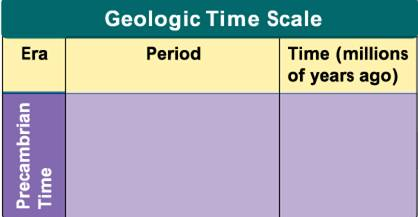 Geologic Time Scale
Era Period Time (millions
of years ago)
Precambrian
Time